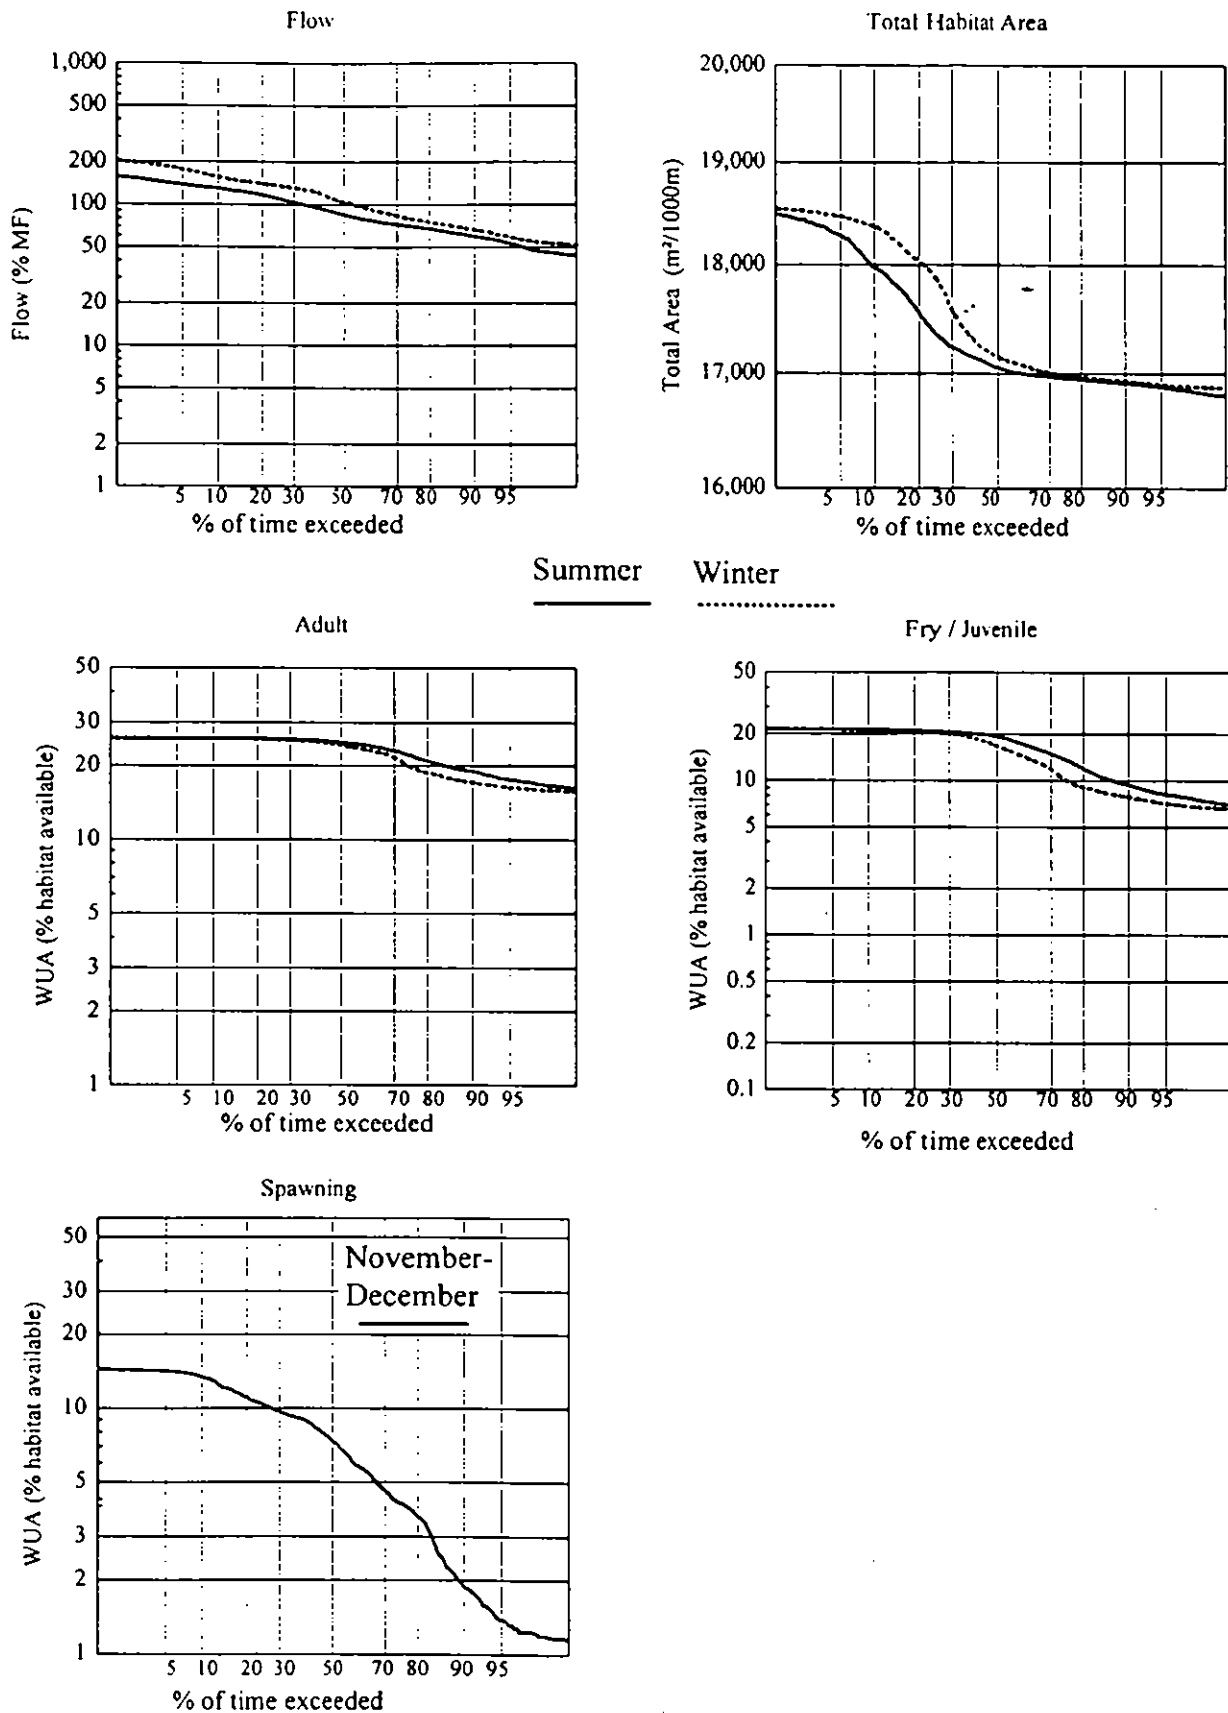 Flow
1,000
500
200
100
50
20
10
5
2
1
Flow (% MF)
5 10 20 30 50 70 80 90 95
% of time exceeded
Total Habitat Area
20,000
19,000
18,000
17,000
16,000
Total Area (m²/1000m)
5 10 20 30 50 70 80 90 95
% of time exceeded
Summer Winter
Adult
50
30
20
10
5
3
2
1
WUA (% habitat available)
5 10 20 30 50 70 80 90 95
% of time exceeded
Fry / Juvenile
50
20
10
5
2
1
0.5
0.2
0.1
WUA (% habitat available)
5 10 20 30 50 70 80 90 95
% of time exceeded
Spawning
November-
December
50
30
20
10
5
3
2
1
WUA (% habitat available)
5 10 20 30 50 70 80 90 95
% of time exceeded